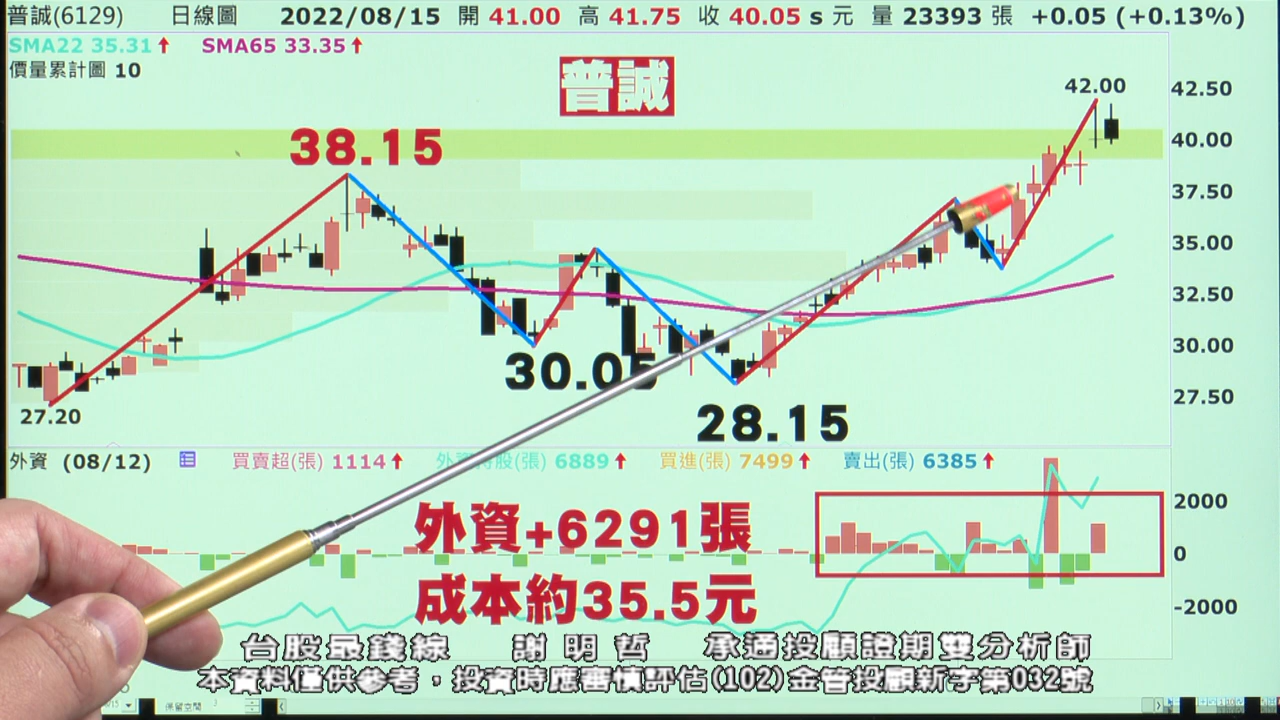 普誠(6129) 日線圖 2022/08/15 開 41.00 高 41.75 收 40.05 s 元 量 23393 張 +0.05 (+0.13%)
SMA22 35.31 SMA65 33.35
價量累計圖 10
普誠
42.00
42.50
40.00
38.15
37.50
35.00
32.50
30.00
30.05
27.50
27.20
28.15
外資 (08/12) 買賣超(張) 1114 外資持股(張) 6889 買進(張) 7499 賣出(張) 6385
2000
外資+6291張
0
成本約35.5元
-2000
台股最錢線 謝明哲 承通投顧證期雙分析師
本資料僅供參考,投資時應審慎評估(102)金管投顧新字第032號
保留空間